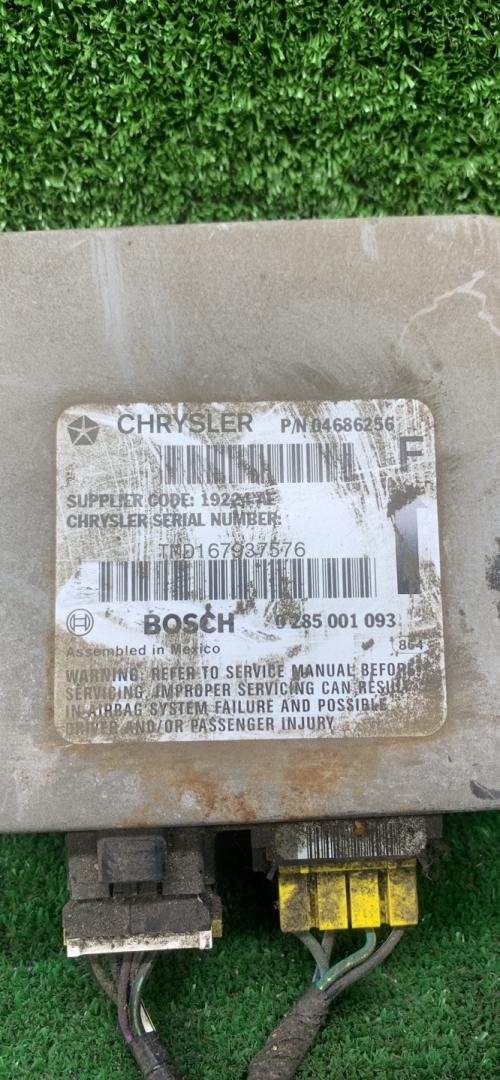 CHRYSLER P/N 04686256
F
SUPPLIER CODE: 19224 AE
CHRYSLER SERIAL NUMBER:
TMD167937576
BOSCH 0 285 001 093
Assembled in Mexico 864
WARNING: REFER TO SERVICE MANUAL BEFORE
SERVICING. IMPROPER SERVICING CAN RESULT
IN AIRBAG SYSTEM FAILURE AND POSSIBLE
DRIVER AND/OR PASSENGER INJURY